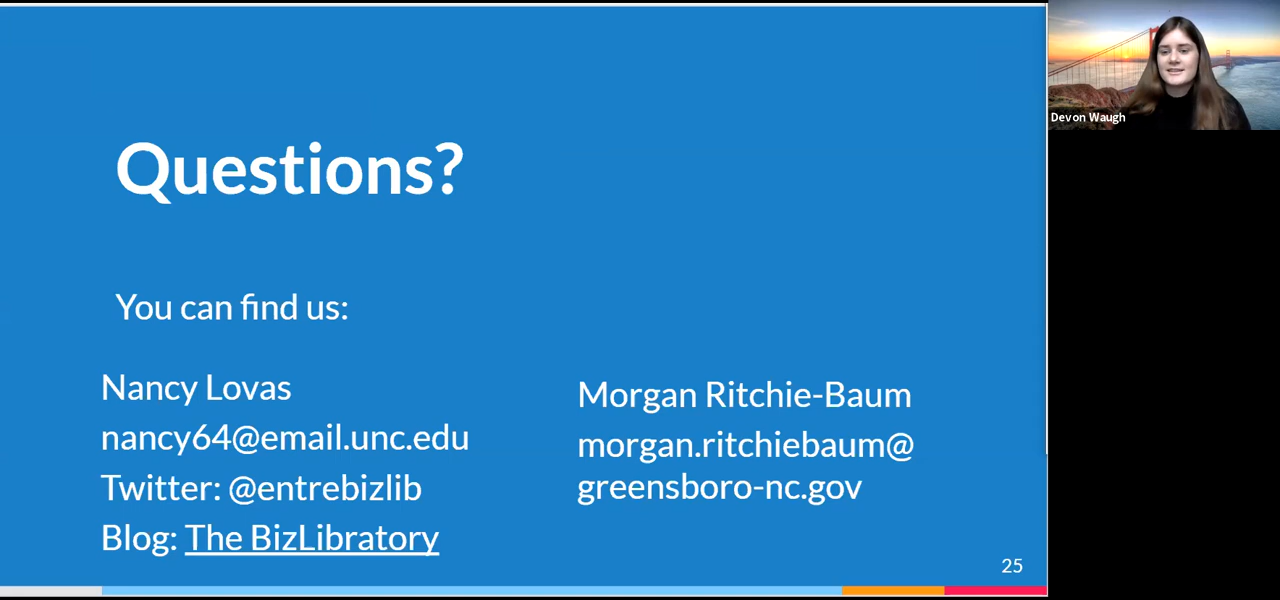 Questions?
You can find us:
Nancy Lovas
nancy64@email.unc.edu
Twitter: @entrebizlib
Blog: The BizLibratory
Morgan Ritchie-Baum
morgan.ritchiebaum@
greensboro-nc.gov
25
Devon Waugh